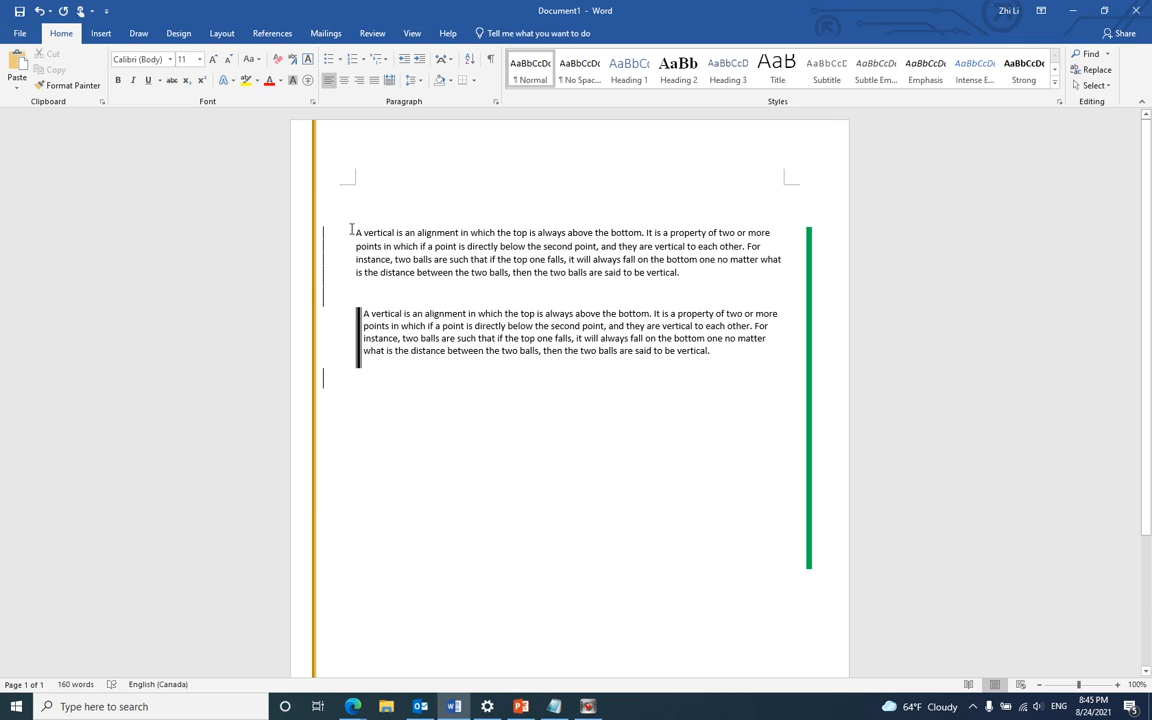 Document1 - Word
Zhi Li
File Home Insert Draw Design Layout References Mailings Review View Help Tell me what you want to do Share
Paste
Cut
Copy
Format Painter
Calibri (Body) 11
AaBbCcDc AaBbCcDc AaBbCcD AaBb AaBbCcD AaB AaBbCcD AaBbCcDc AaBbCcDc AaBbCcDc AaBbCcDc
¶ Normal ¶ No Spac... Heading 1 Heading 2 Heading 3 Title Subtitle Subtle Em... Emphasis Intense E... Strong
Find
Replace
Select
Clipboard Font Paragraph Styles Editing
A vertical is an alignment in which the top is always above the bottom. It is a property of two or more
points in which if a point is directly below the second point, and they are vertical to each other. For
instance, two balls are such that if the top one falls, it will always fall on the bottom one no matter what
is the distance between the two balls, then the two balls are said to be vertical.
A vertical is an alignment in which the top is always above the bottom. It is a property of two or more
points in which if a point is directly below the second point, and they are vertical to each other. For
instance, two balls are such that if the top one falls, it will always fall on the bottom one no matter
what is the distance between the two balls, then the two balls are said to be vertical.
Page 1 of 1 160 words English (Canada) 100%
Type here to search
64°F Cloudy ENG
8:45 PM
8/24/2021
5